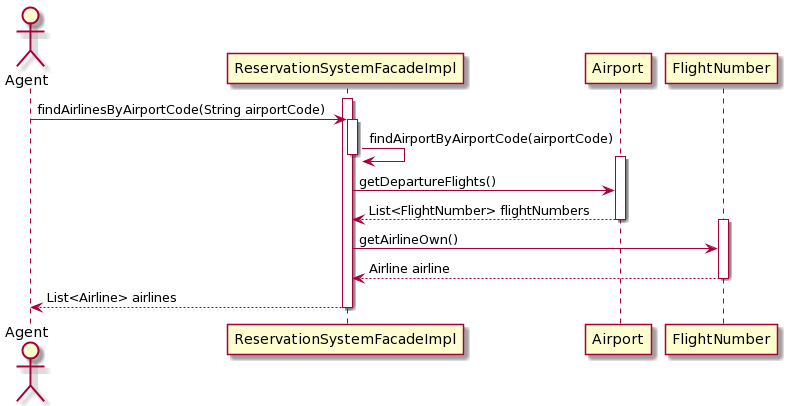 Agent
ReservationSystemFacadeImpl
Airport
FlightNumber
findAirlinesByAirportCode(String airportCode)
findAirportByAirportCode(airportCode)
getDepartureFlights()
List<FlightNumber> flightNumbers
getAirlineOwn()
Airline airline
List<Airline> airlines
Agent
ReservationSystemFacadeImpl
Airport
FlightNumber